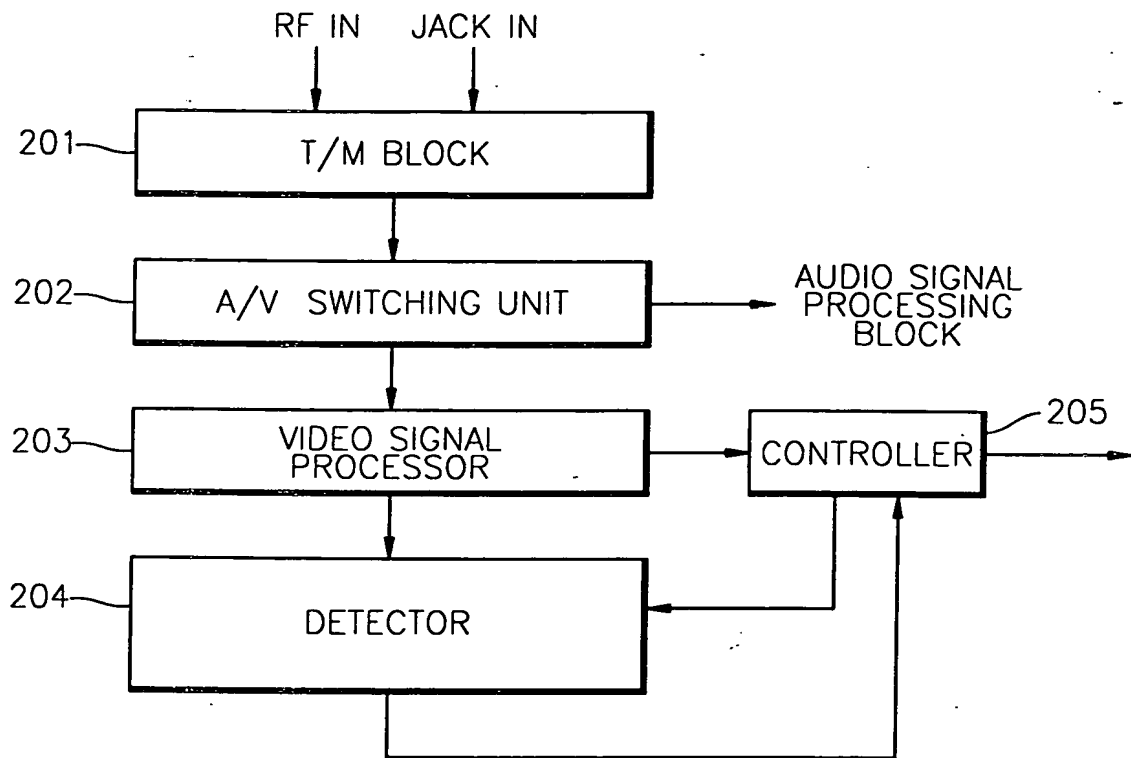 RF IN JACK IN
201
T/M BLOCK
202
A/V SWITCHING UNIT
AUDIO SIGNAL
PROCESSING
BLOCK
203
VIDEO SIGNAL
PROCESSOR
205
CONTROLLER
204
DETECTOR